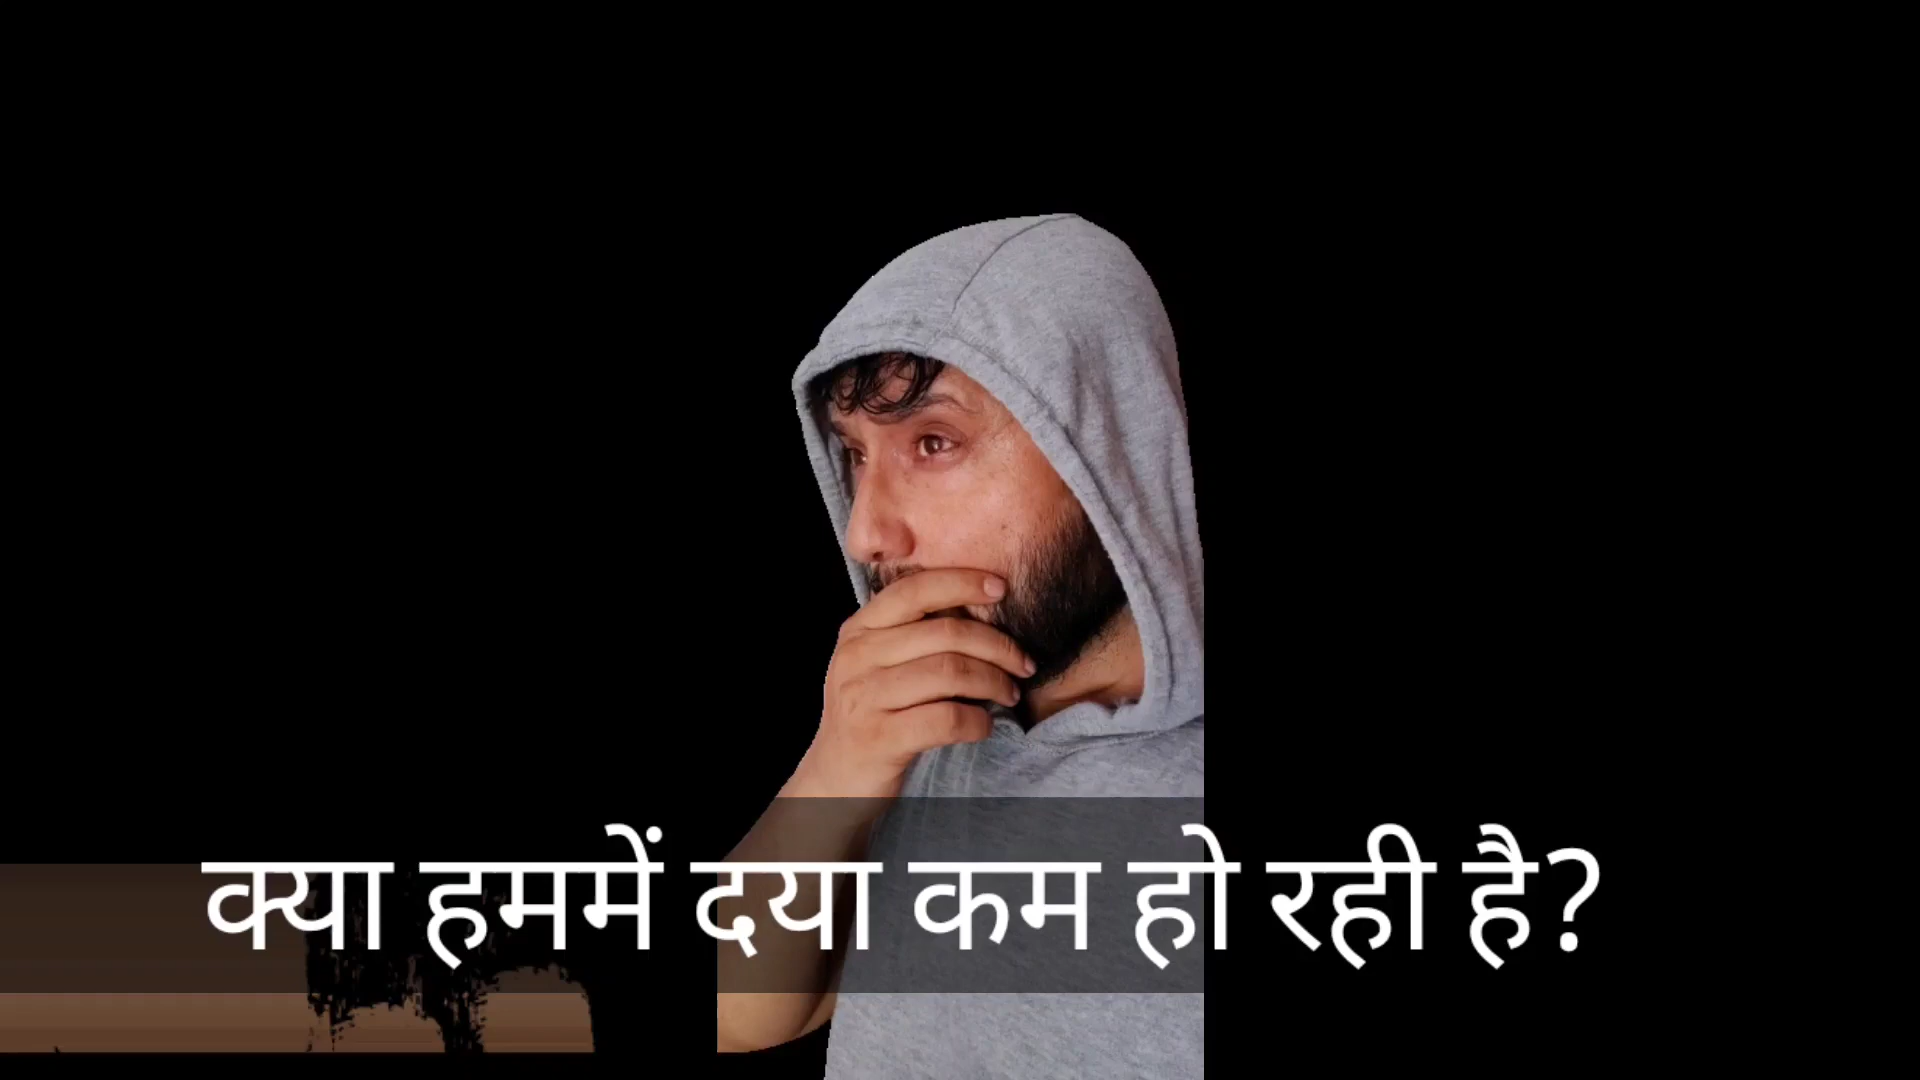 क्या हममें दया कम हो रही है?